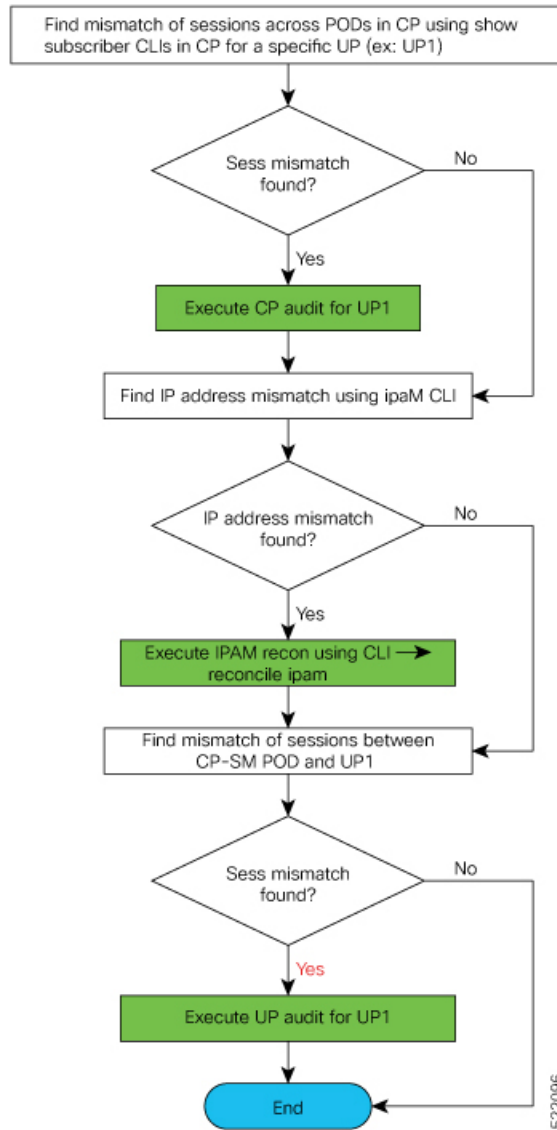 Find mismatch of sessions across PODs in CP using show
subscriber CLIs in CP for a specific UP (ex: UP1)
Sess mismatch
found?
No
Yes
Execute CP audit for UP1
Find IP address mismatch using ipaM CLI
IP address mismatch
found?
No
Yes
Execute IPAM recon using CLI →
reconcile ipam
Find mismatch of sessions between
CP-SM POD and UP1
Sess mismatch
found?
No
Yes
Execute UP audit for UP1
End
522096